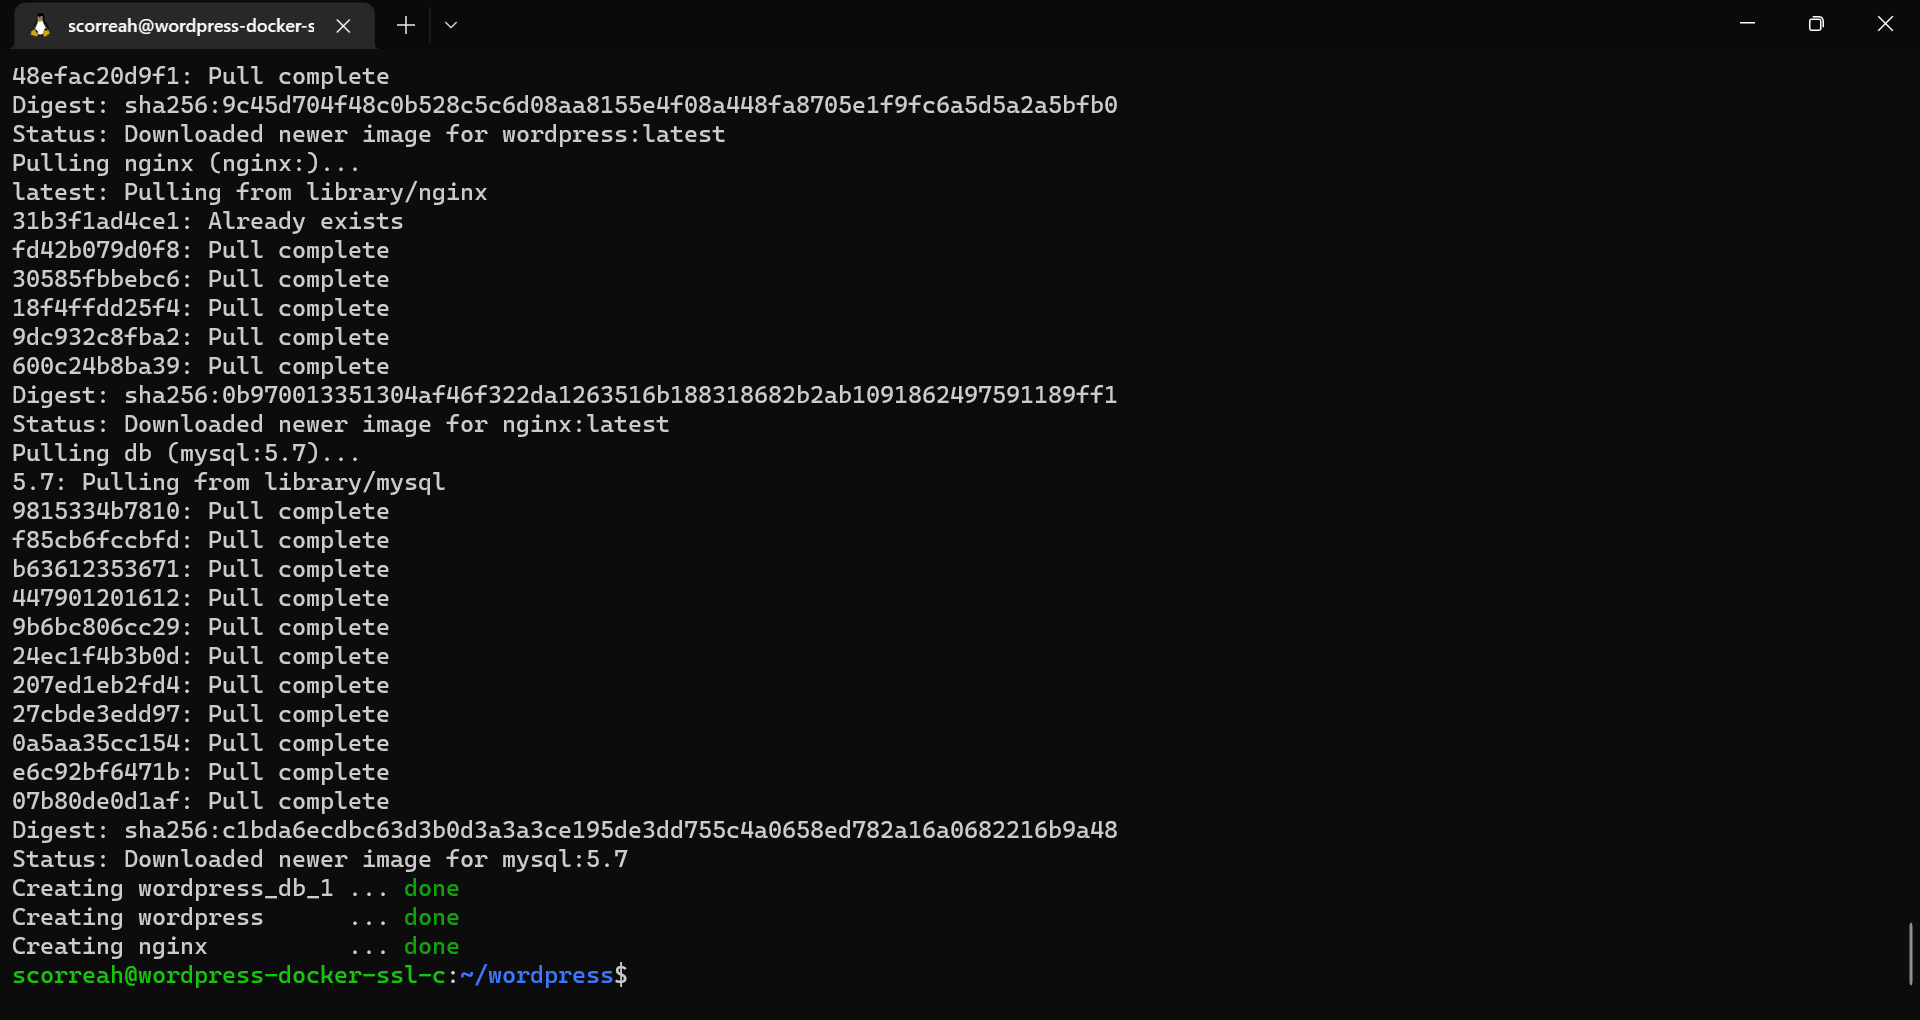 scorreah@wordpress-docker-s
48efac20d9f1: Pull complete
Digest: sha256:9c45d704f48c0b528c5c6d08aa8155e4f08a448fa8705e1f9fc6a5d5a2a5bfb0
Status: Downloaded newer image for wordpress:latest
Pulling nginx (nginx:)...
latest: Pulling from library/nginx
31b3f1ad4ce1: Already exists
fd42b079d0f8: Pull complete
30585fbbebc6: Pull complete
18f4ffdd25f4: Pull complete
9dc932c8fba2: Pull complete
600c24b8ba39: Pull complete
Digest: sha256:0b970013351304af46f322da1263516b188318682b2ab1091862497591189ff1
Status: Downloaded newer image for nginx:latest
Pulling db (mysql:5.7)...
5.7: Pulling from library/mysql
9815334b7810: Pull complete
f85cb6fccbfd: Pull complete
b63612353671: Pull complete
447901201612: Pull complete
9b6bc806cc29: Pull complete
24ec1f4b3b0d: Pull complete
207ed1eb2fd4: Pull complete
27cbde3edd97: Pull complete
0a5aa35cc154: Pull complete
e6c92bf6471b: Pull complete
07b80de0d1af: Pull complete
Digest: sha256:c1bda6ecdbc63d3b0d3a3a3ce195de3dd755c4a0658ed782a16a0682216b9a48
Status: Downloaded newer image for mysql:5.7
Creating wordpress_db_1 ... done
Creating wordpress      ... done
Creating nginx          ... done
scorreah@wordpress-docker-ssl-c:~/wordpress$